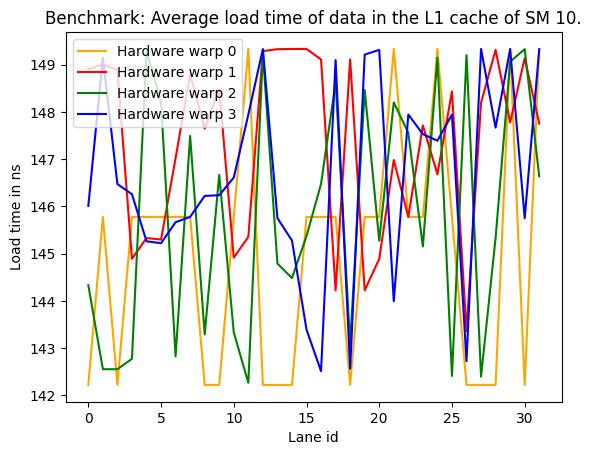 Benchmark: Average load time of data in the L1 cache of SM 10.
Hardware warp 0
Hardware warp 1
Hardware warp 2
Hardware warp 3
Load time in ns
149
148
147
146
145
144
143
142
0 5 10 15 20 25 30
Lane id